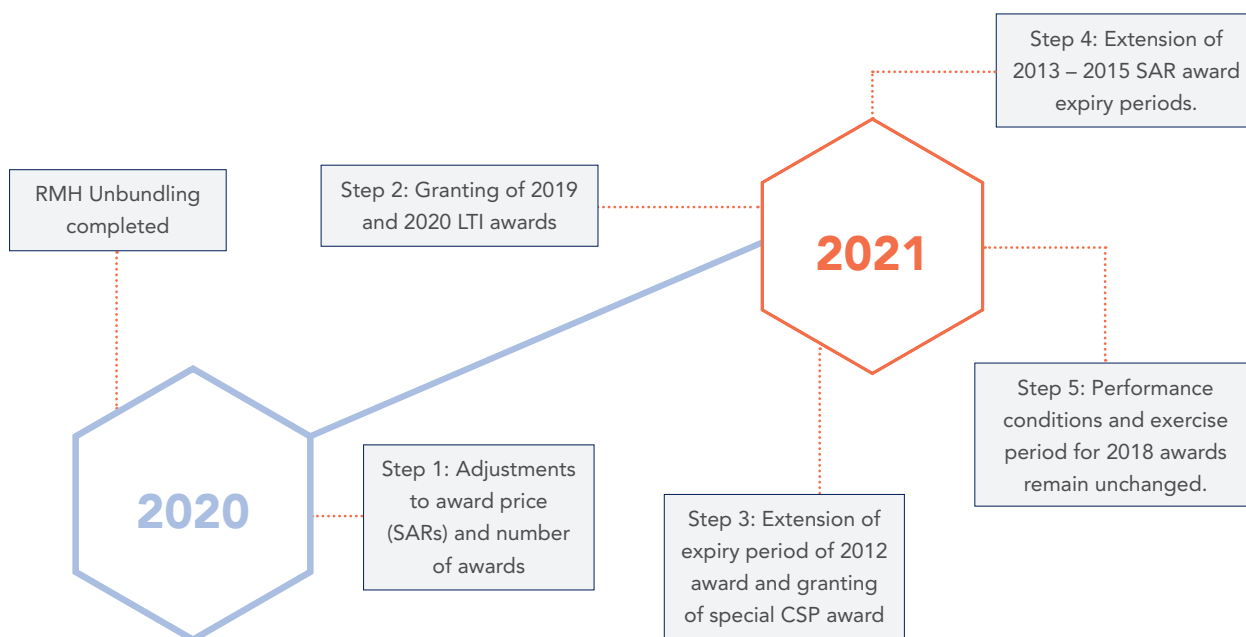 RMH Unbundling
completed
2020
Step 1: Adjustments
to award price
(SARs) and number
of awards
Step 2: Granting of 2019
and 2020 LTI awards
2021
Step 3: Extension of
expiry period of 2012
award and granting
of special CSP award
Step 4: Extension of
2013 – 2015 SAR award
expiry periods.
Step 5: Performance
conditions and exercise
period for 2018 awards
remain unchanged.